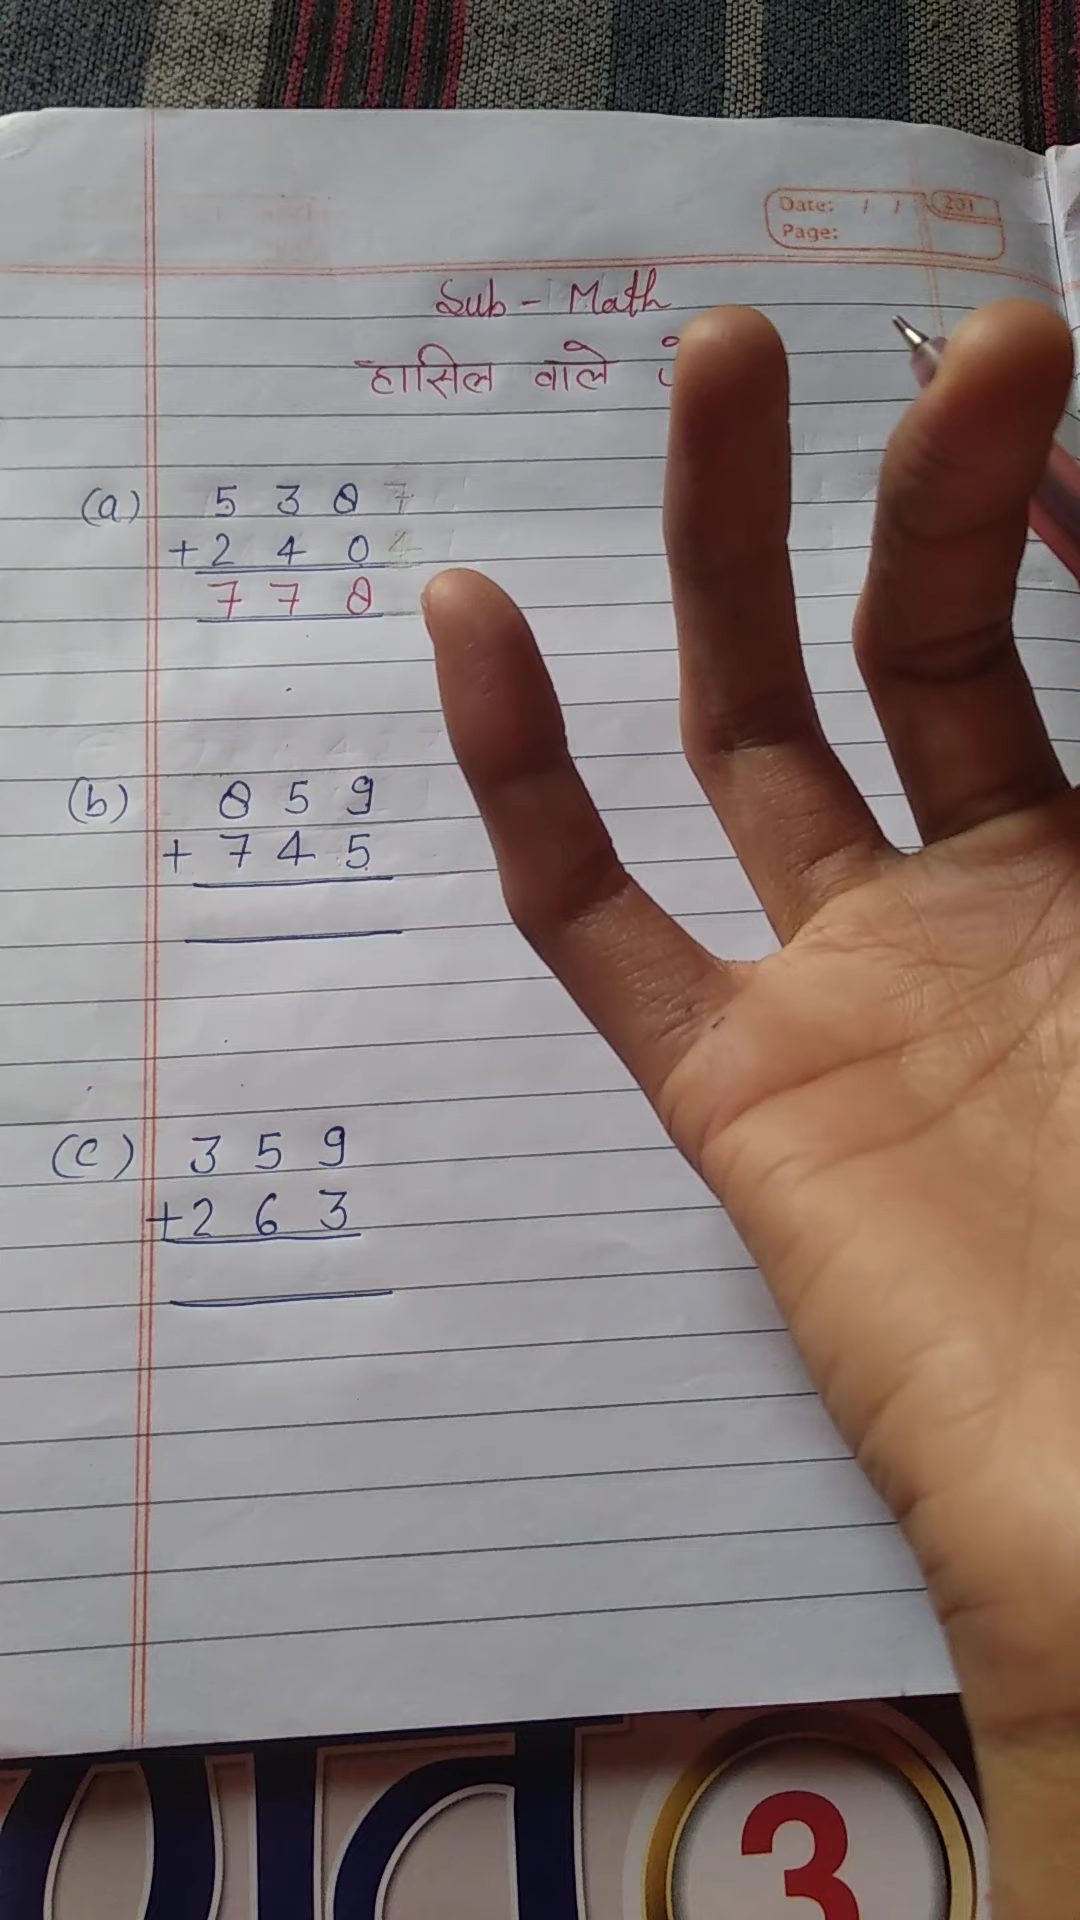 Date: / / 201
Page:
Sub - Math
हासिल वाले
(a) 5 3 8 7
+ 2 4 0 4
7 7 8
(b) 8 5 9
+ 7 4 5
(c) 3 5 9
+ 2 6 3
3